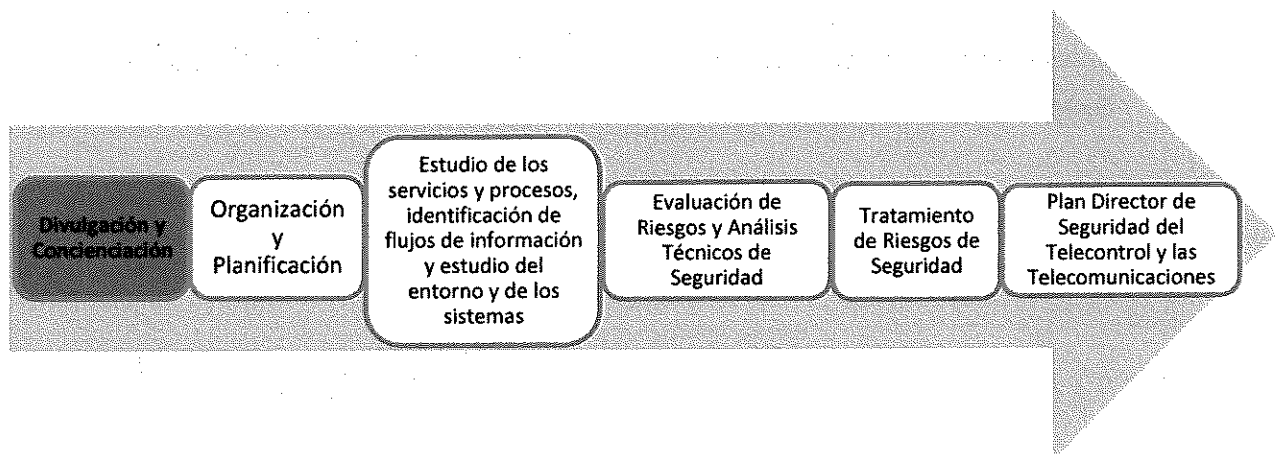 Divulgación y
Concienciación
Organización
y
Planificación
Estudio de los
servicios y procesos,
identificación de
flujos de información
y estudio del
entorno y de los
sistemas
Evaluación de
Riesgos y Análisis
Técnicos de
Seguridad
Tratamiento
de Riesgos de
Seguridad
Plan Director de
Seguridad del
Telecontrol y las
Telecomunicaciones